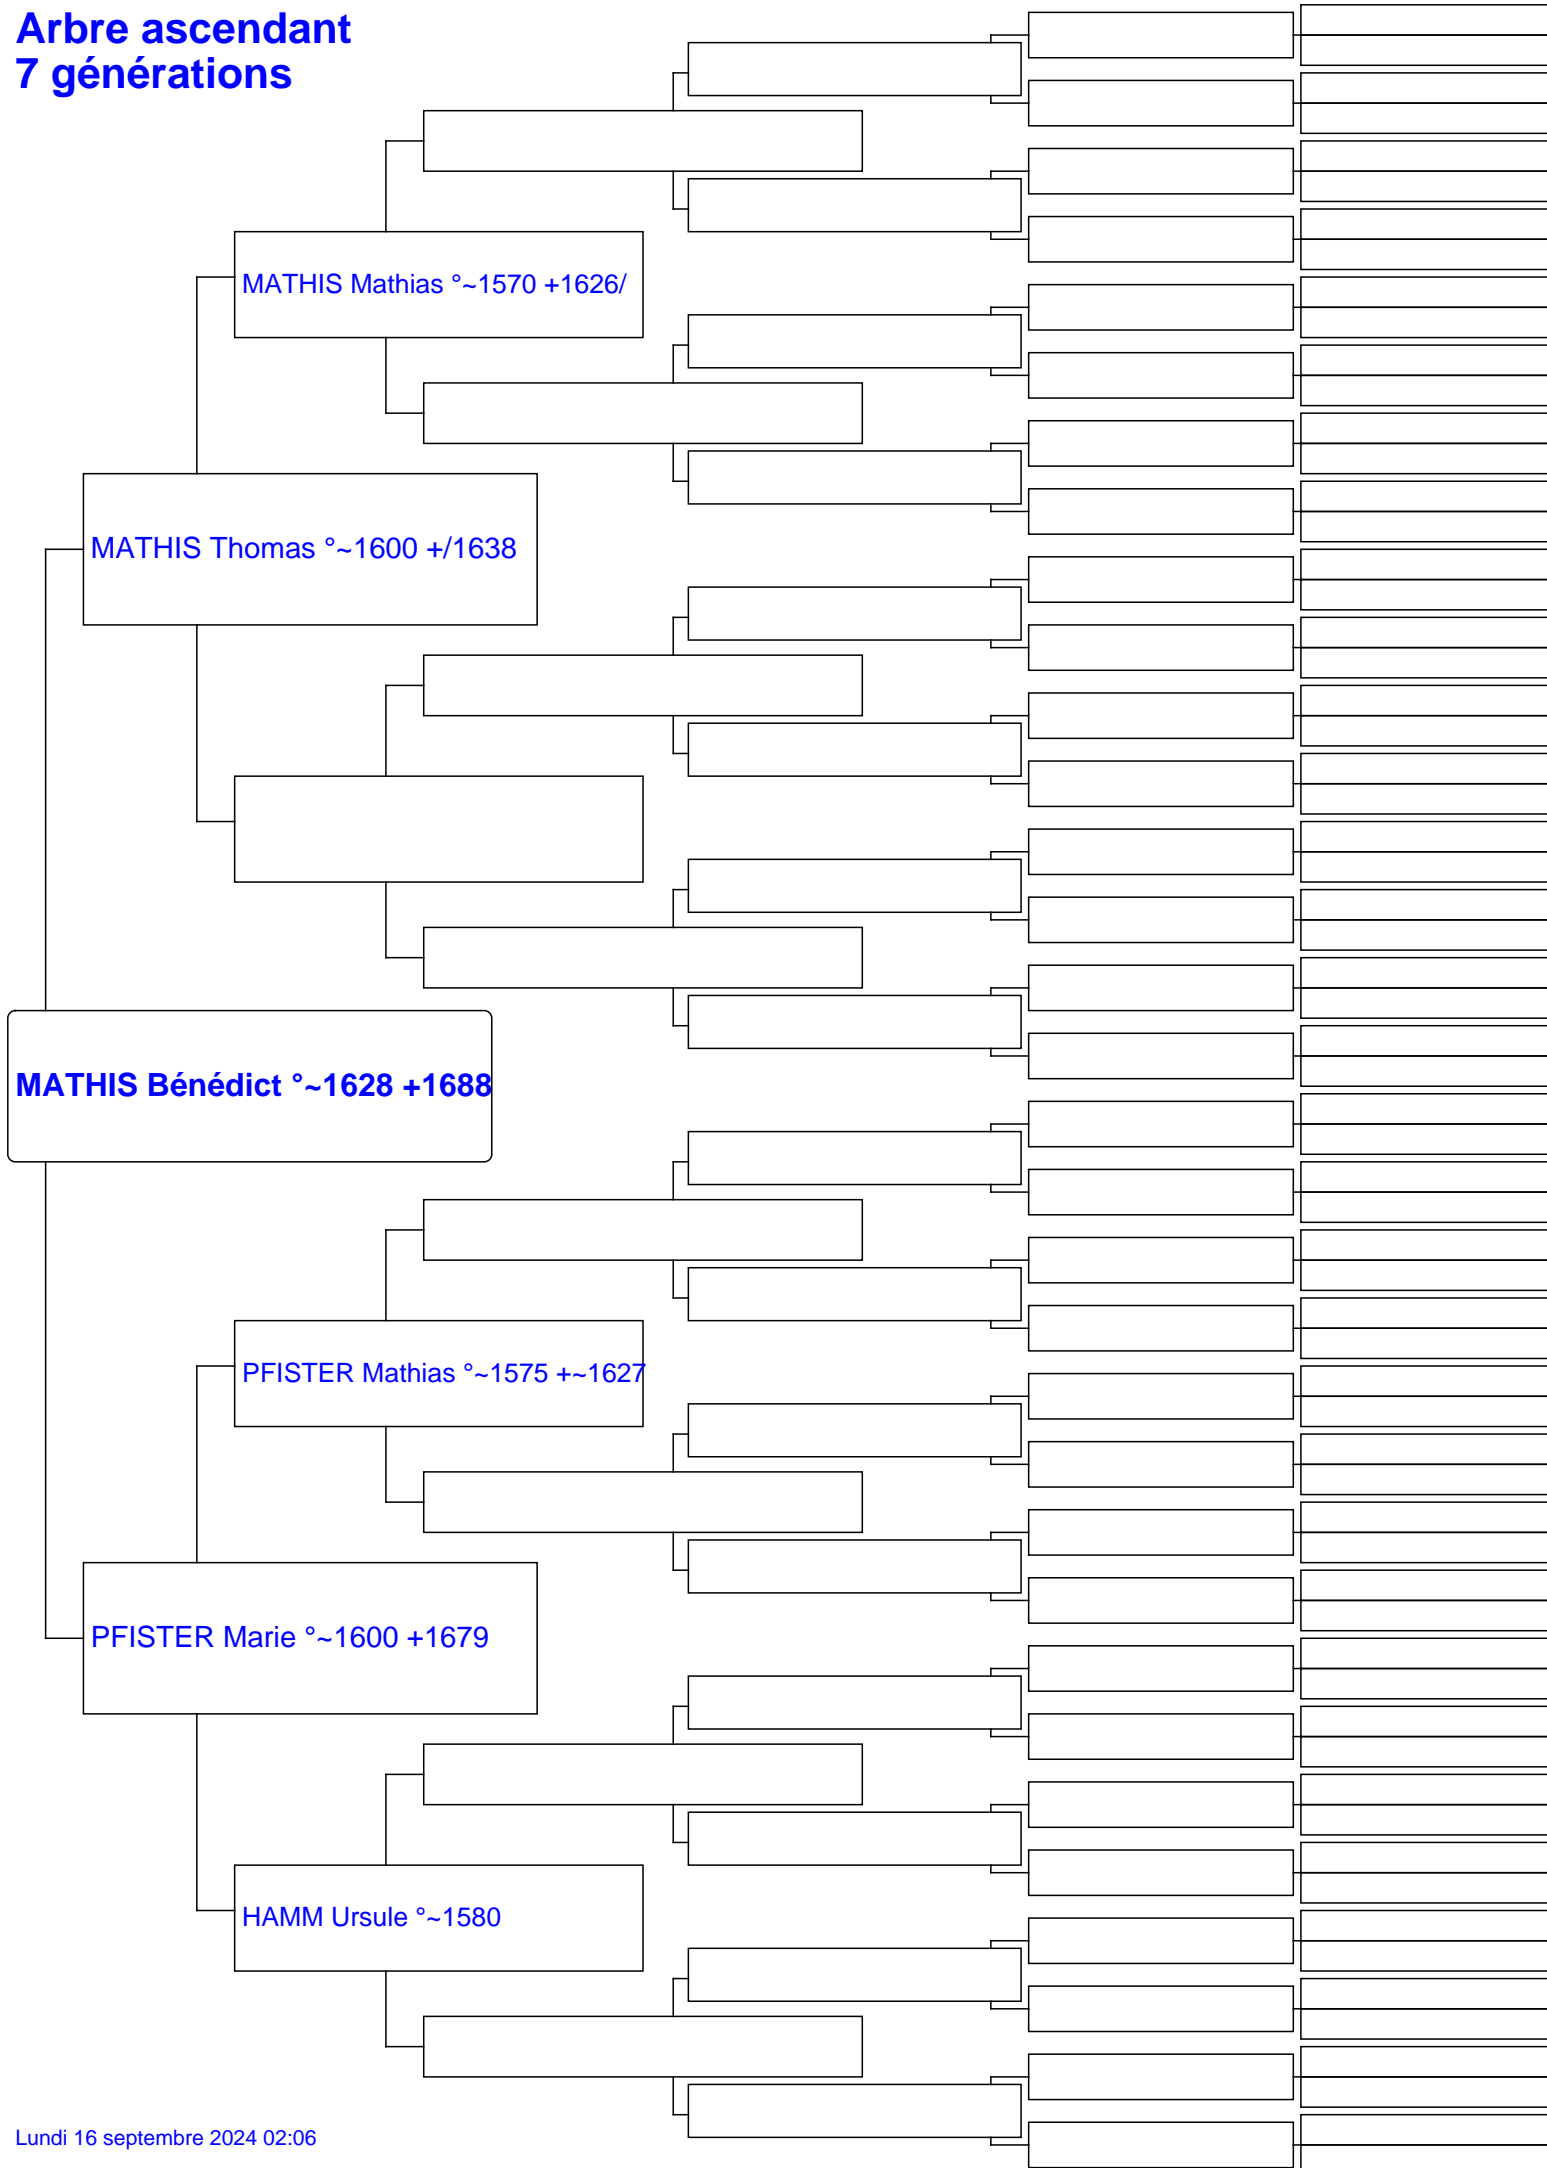 Arbre ascendant
7 générations
MATHIS Mathias °~1570 +1626/
MATHIS Thomas °~1600 +/1638
MATHIS Bénédict °~1628 +1688
PFISTER Mathias °~1575 +~1627
PFISTER Marie °~1600 +1679
HAMM Ursule °~1580
Lundi 16 septembre 2024 02:06